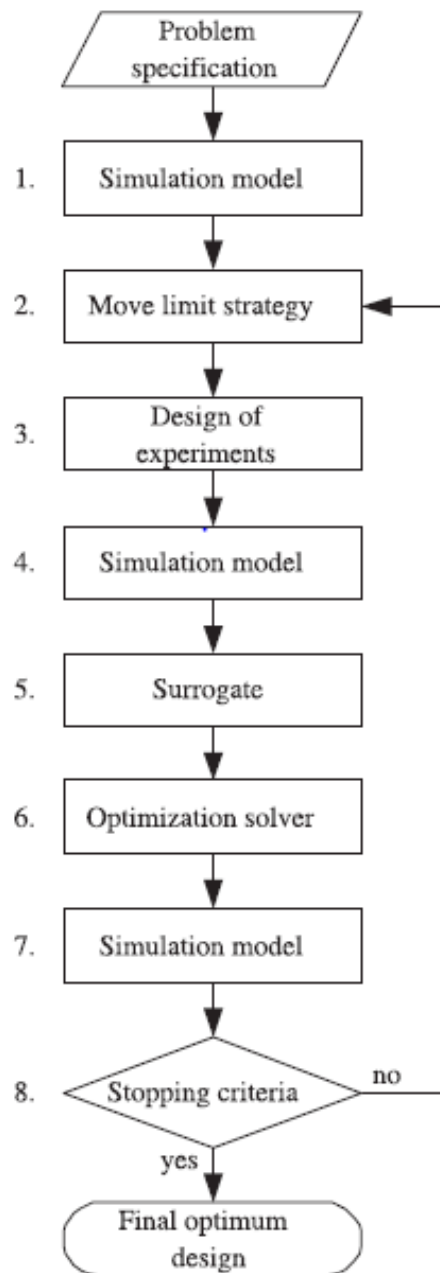 Problem
specification
1. Simulation model
2. Move limit strategy
3. Design of
experiments
4. Simulation model
5. Surrogate
6. Optimization solver
7. Simulation model
8. Stopping criteria no
yes
Final optimum
design